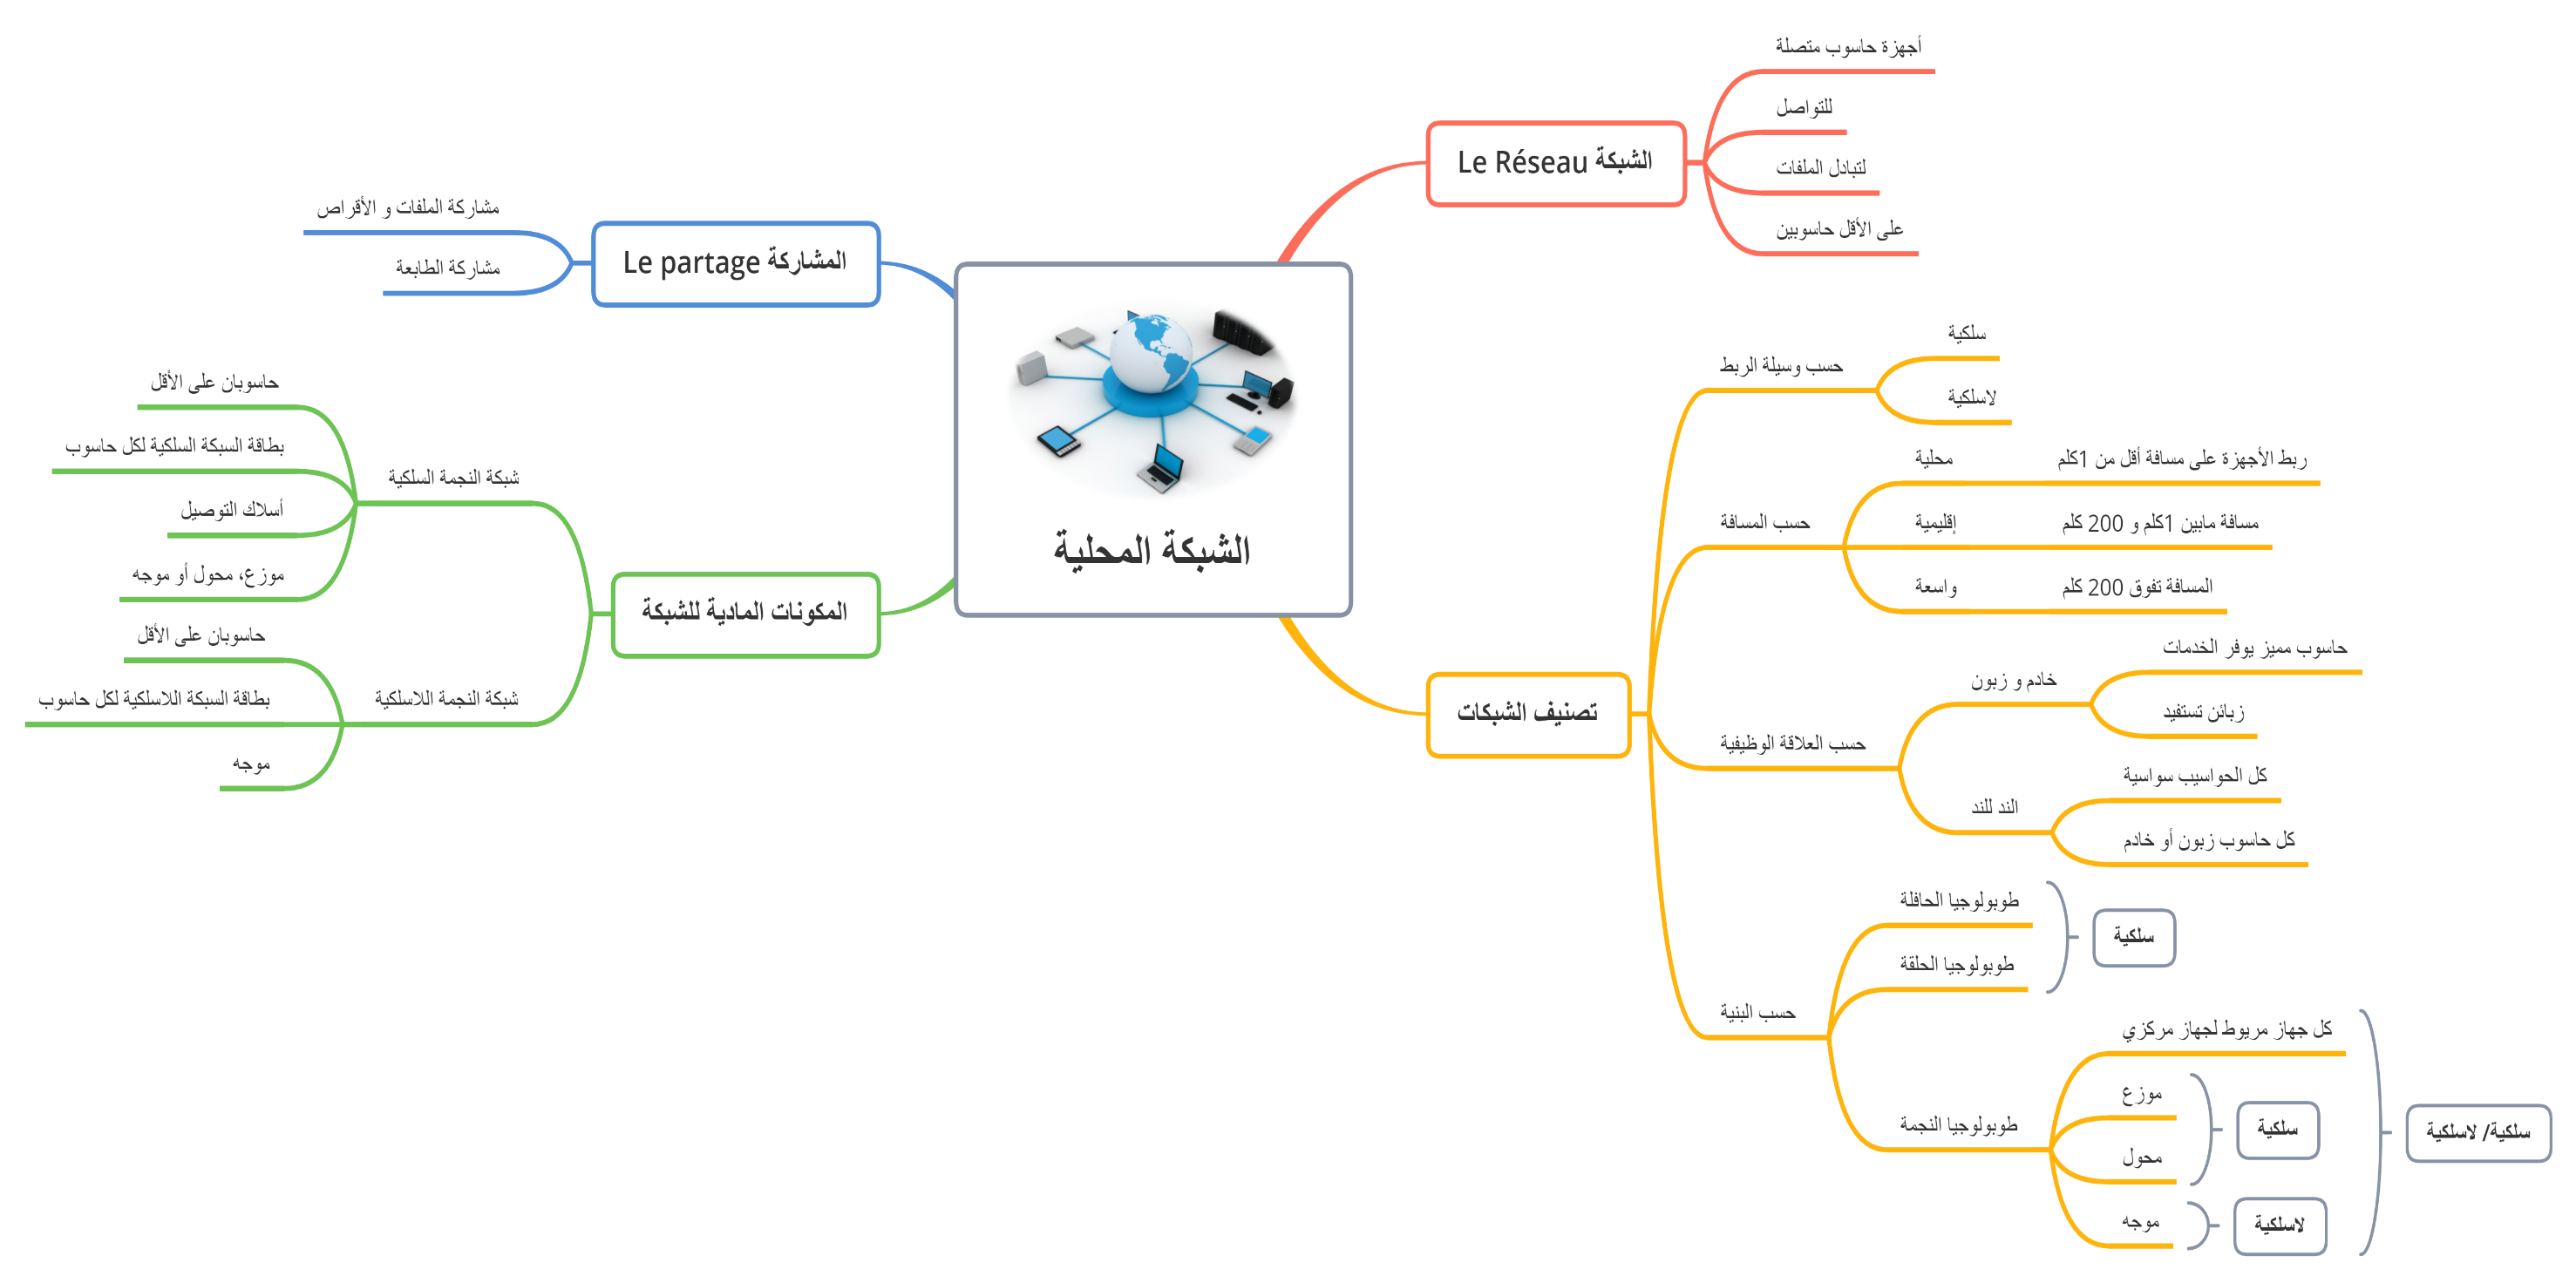 الشبكة المحلية
الشبكة Le Réseau
أجهزة حاسوب متصلة
للتواصل
لتبادل الملفات
على الأقل حاسوبين
تصنيف الشبكات
حسب وسيلة الربط
سلكية
لاسلكية
حسب المسافة
محلية
ربط الأجهزة على مسافة أقل من 1كلم
إقليمية
مسافة مابين 1كلم و 200 كلم
واسعة
المسافة تفوق 200 كلم
حسب العلاقة الوظيفية
خادم و زبون
حاسوب مميز يوفر الخدمات
زبائن تستفيد
الند للند
كل الحواسيب سواسية
كل حاسوب زبون أو خادم
حسب البنية
طوبولوجيا الحافلة
طوبولوجيا الحلقة
سلكية
طوبولوجيا النجمة
كل جهاز مربوط لجهاز مركزي
موزع
محول
سلكية
موجه
لاسلكية
سلكية/ لاسلكية
المشاركة Le partage
مشاركة الملفات و الأقراص
مشاركة الطابعة
المكونات المادية للشبكة
شبكة النجمة السلكية
حاسوبان على الأقل
بطاقة السبكة السلكية لكل حاسوب
أسلاك التوصيل
موزع، محول أو موجه
شبكة النجمة اللاسلكية
حاسوبان على الأقل
بطاقة السبكة اللاسلكية لكل حاسوب
موجه